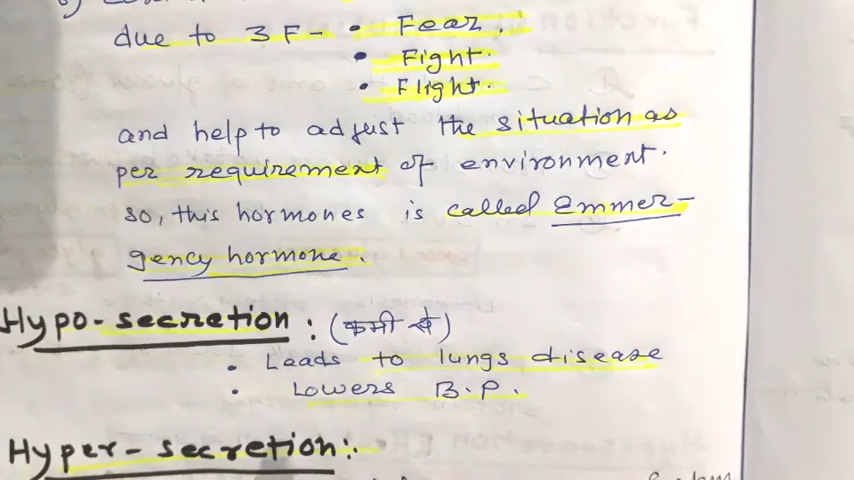 due to 3 F- • Fear.
• Fight.
• Flight.
and help to adjust the situation as
per requirement of environment.
so, this hormones is called Emmer-
gency hormone.
Hypo-secretion : (कमी से)
• Leads to lungs disease
• Lowers B.P.
Hyper-secretion:-